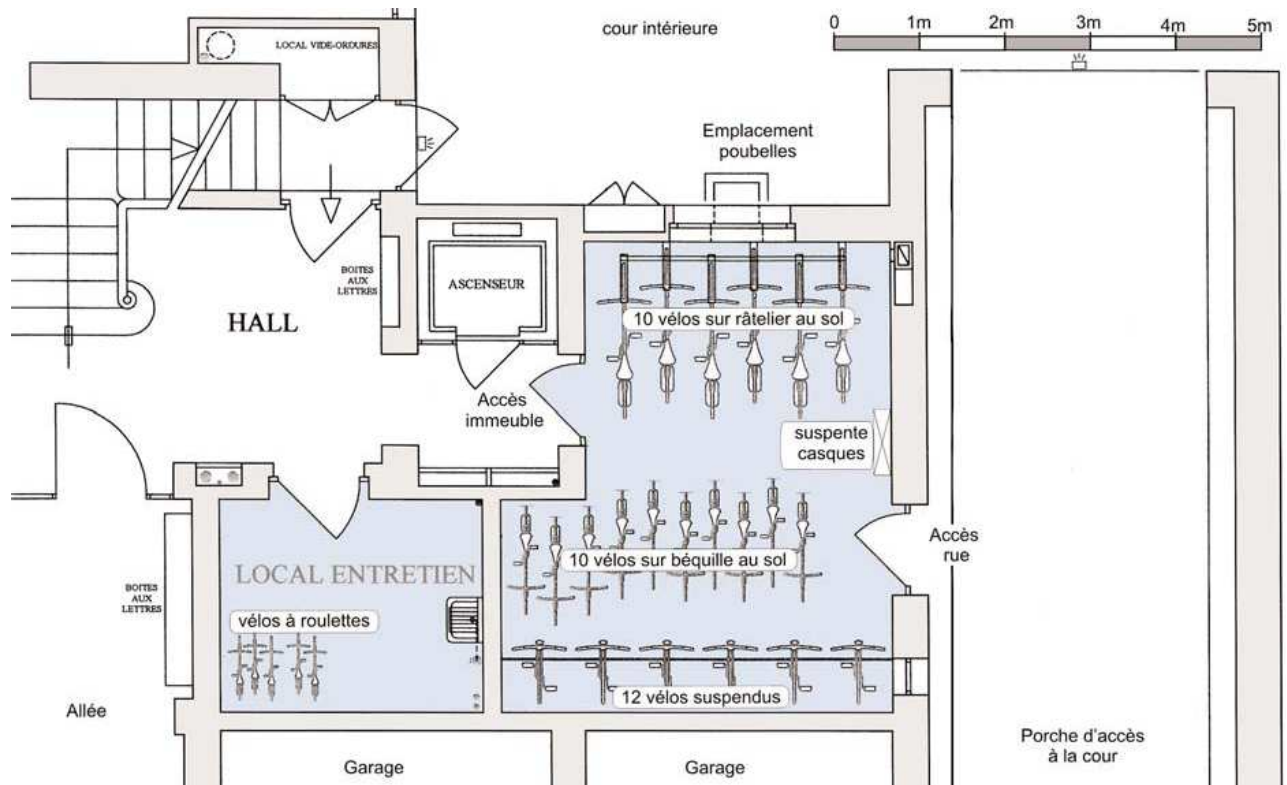 LOCAL VIDE-ORDURES
cour intérieure
0 1m 2m 3m 4m 5m
Emplacement
poubelles
BOITES
AUX
LETTRES
ASCENSEUR
HALL
10 vélos sur râtelier au sol
Accès
immeuble
suspente
casques
Accès
rue
10 vélos sur béquille au sol
LOCAL ENTRETIEN
BOITES
AUX
LETTRES
vélos à roulettes
12 vélos suspendus
Allée
Porche d'accès
à la cour
Garage
Garage